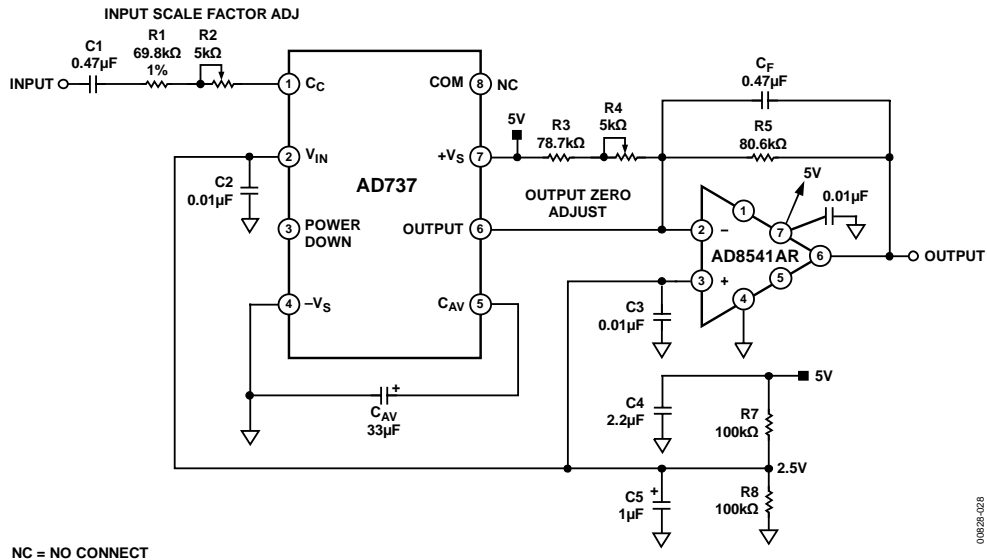 INPUT SCALE FACTOR ADJ
INPUT
C1
0.47µF
R1
69.8kΩ
1%
R2
5kΩ
1
CC
2
VIN
3
POWER
DOWN
4
–VS
AD737
COM
8
NC
+VS
7
OUTPUT
6
CAV
5
C2
0.01µF
CAV
33µF
+
5V
R3
78.7kΩ
R4
5kΩ
OUTPUT ZERO
ADJUST
CF
0.47µF
R5
80.6kΩ
5V
0.01µF
1
7
2
–
AD8541AR
6
OUTPUT
3
+
5
4
C3
0.01µF
5V
C4
2.2µF
R7
100kΩ
2.5V
C5
1µF
+
R8
100kΩ
NC = NO CONNECT
00828-028